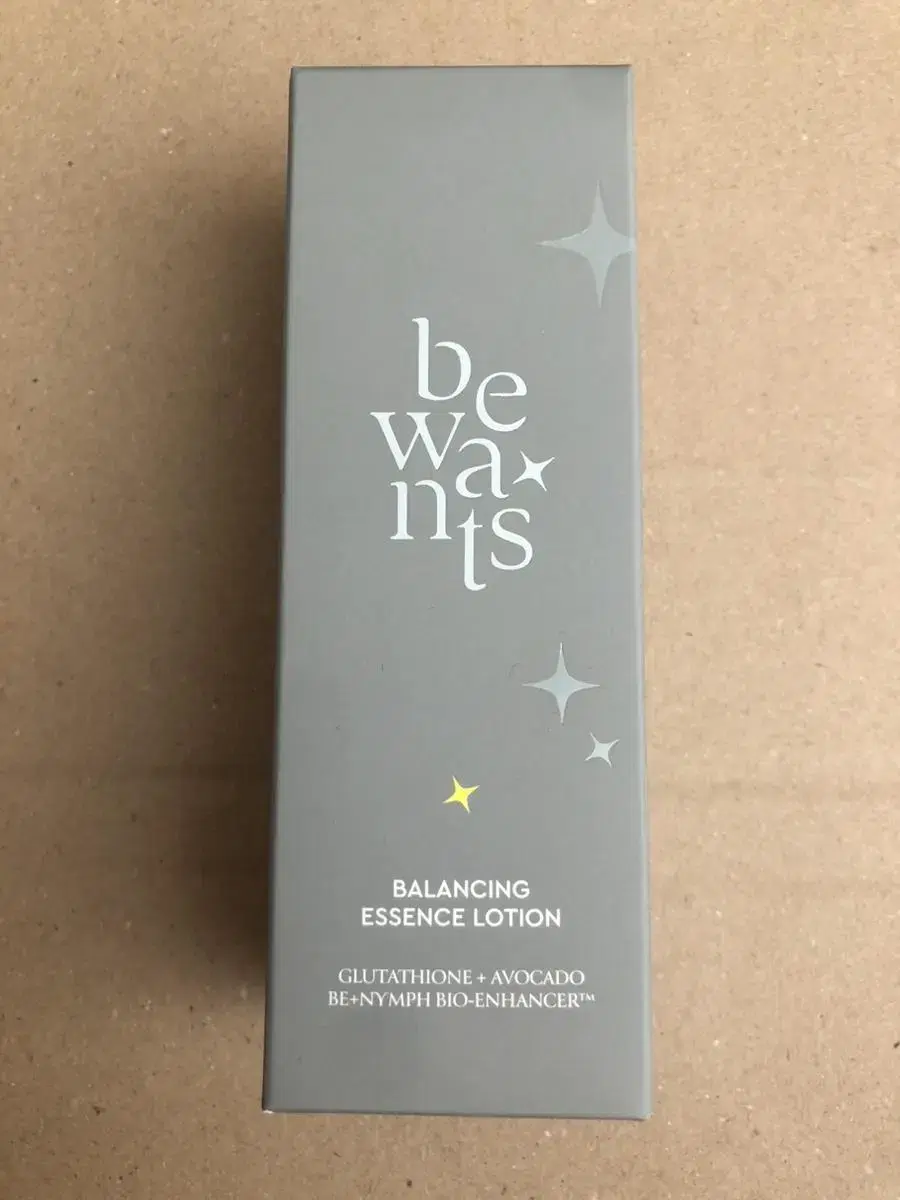 be
wa
nts
BALANCING
ESSENCE LOTION
GLUTATHIONE + AVOCADO
BE+NYMPH BIO-ENHANCER™